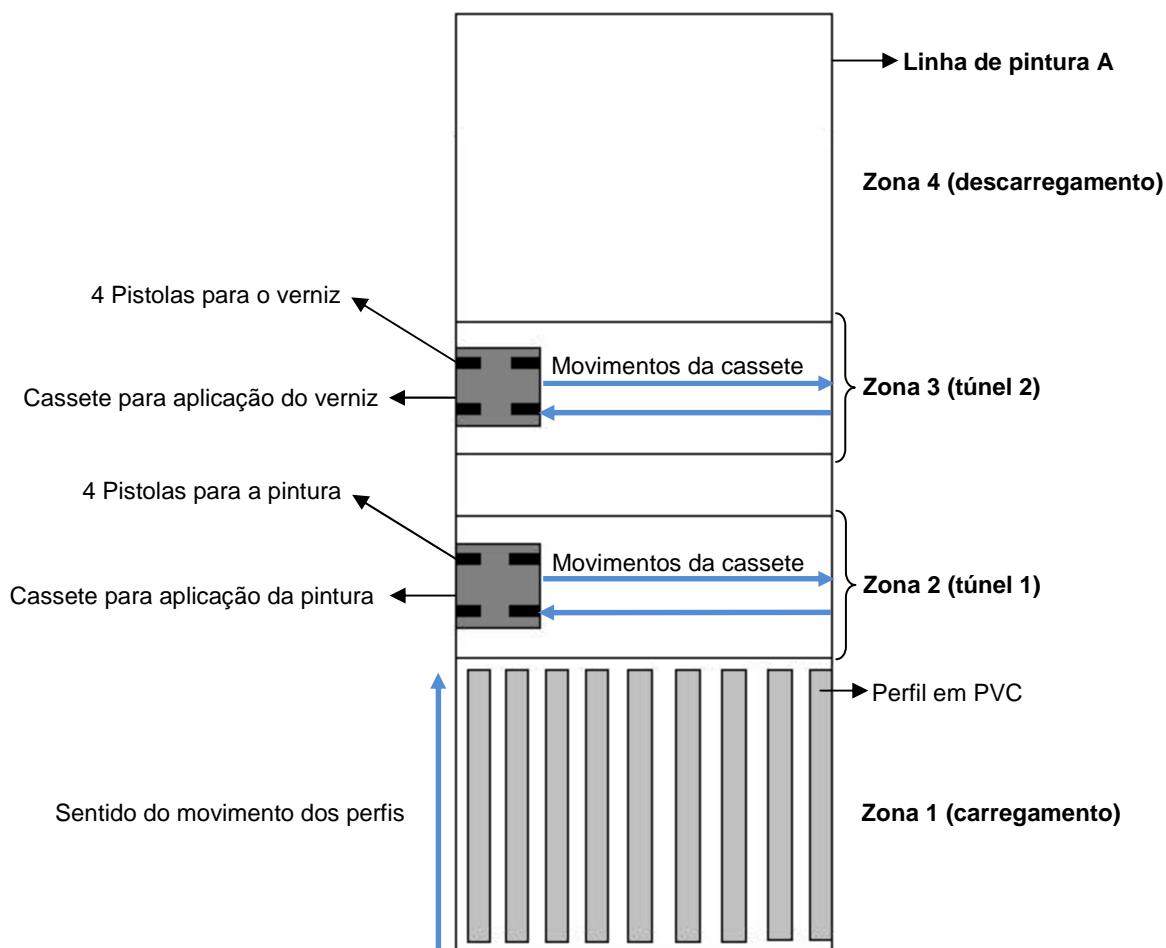 Linha de pintura A
Zona 4 (descarregamento)
4 Pistolas para o verniz
Movimentos da cassete
Cassete para aplicação do verniz
Zona 3 (túnel 2)
4 Pistolas para a pintura
Movimentos da cassete
Cassete para aplicação da pintura
Zona 2 (túnel 1)
Perfil em PVC
Sentido do movimento dos perfis
Zona 1 (carregamento)